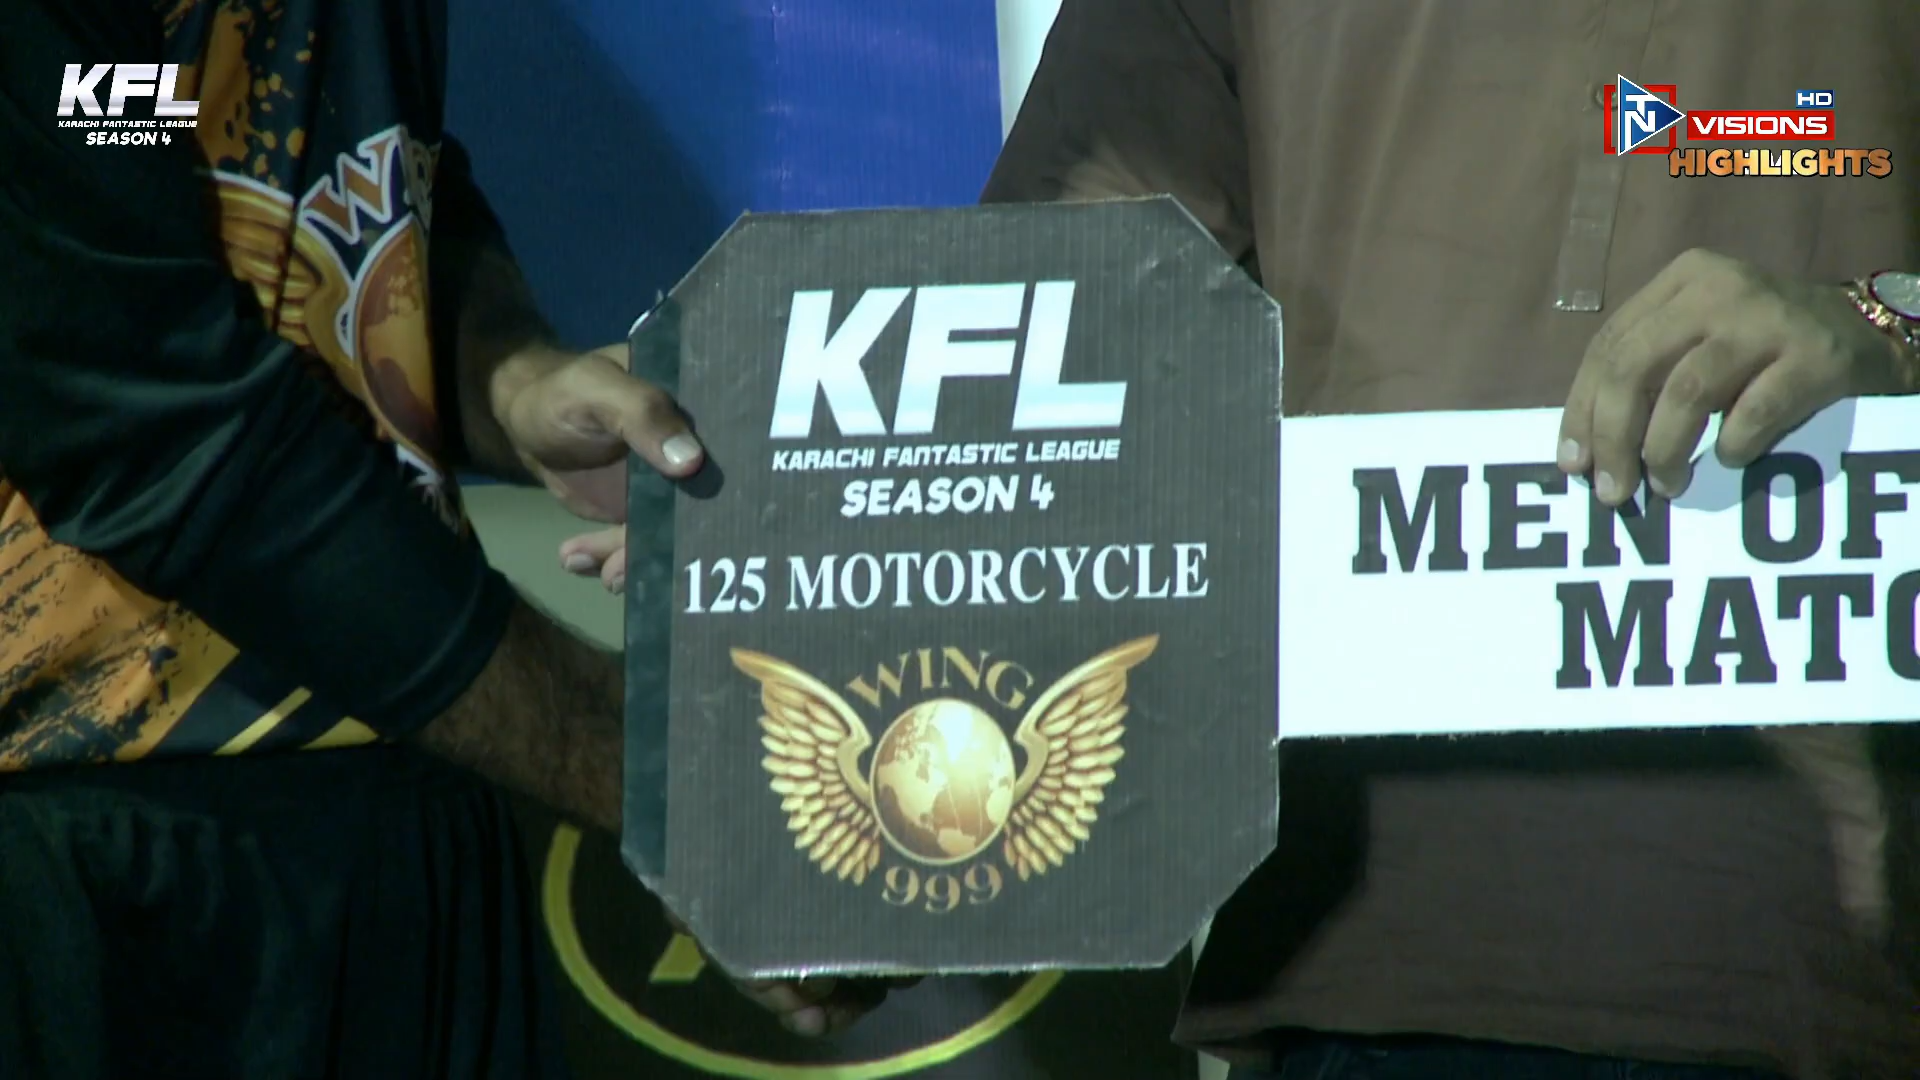 KFL
KARACHI FANTASTIC LEAGUE
SEASON 4
TN
HD
VISIONS
HIGHLIGHTS
KFL
KARACHI FANTASTIC LEAGUE
SEASON 4
125 MOTORCYCLE
WING
999
MEN OF